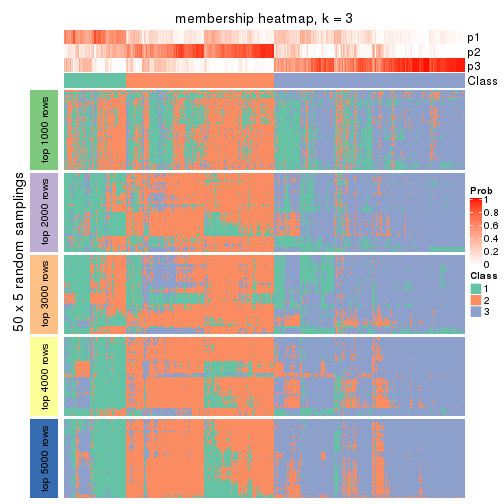 membership heatmap, k = 3
p1
p2
p3
Class
50 x 5 random samplings
top 1000 rows
top 2000 rows
top 3000 rows
top 4000 rows
top 5000 rows
Prob
1
0.8
0.6
0.4
0.2
0
Class
1
2
3